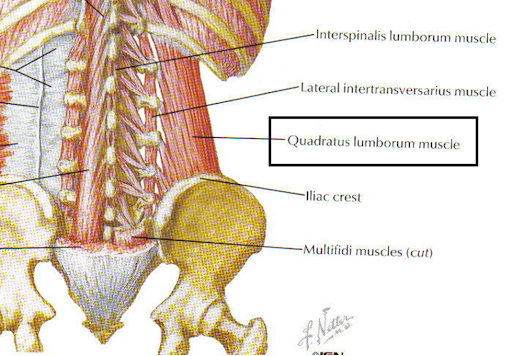 Interspinalis lumborum muscle
Lateral intertransversarius muscle
Quadratus lumborum muscle
Iliac crest
Multifidi muscles (cut)
F. Netter
M.D.